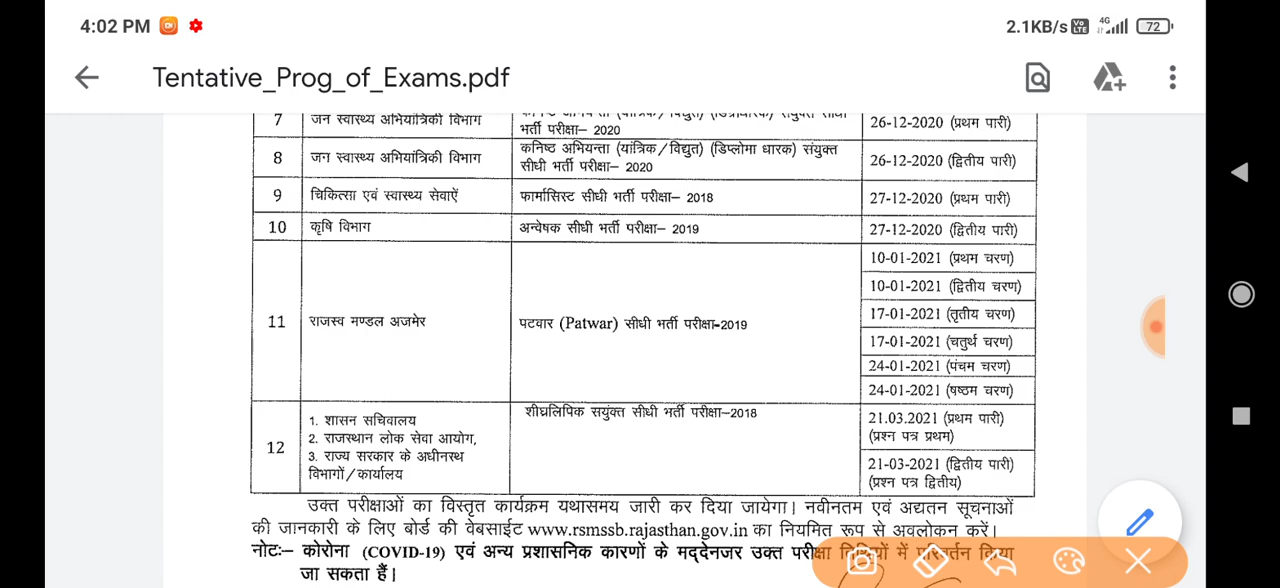 4:02 PM
2.1KB/s Vo LTE 4G 72
Tentative_Prog_of_Exams.pdf
7 जन स्वास्थ्य अभियांत्रिकी विभाग
भर्ती परीक्षा– 2020
26-12-2020 (प्रथम पारी)
8 जन स्वास्थ्य अभियांत्रिकी विभाग
कनिष्ठ अभियन्ता (यांत्रिक/विद्युत) (डिप्लोमा धारक) संयुक्त
सीधी भर्ती परीक्षा– 2020
26-12-2020 (द्वितीय पारी)
9 चिकित्सा एवं स्वास्थ्य सेवाऐं फार्मासिस्ट सीधी भर्ती परीक्षा– 2018 27-12-2020 (प्रथम पारी)
10 कृषि विभाग अन्वेषक सीधी भर्ती परीक्षा– 2019 27-12-2020 (द्वितीय पारी)
11 राजस्व मण्डल अजमेर पटवार (Patwar) सीधी भर्ती परीक्षा-2019
10-01-2021 (प्रथम चरण)
10-01-2021 (द्वितीय चरण)
17-01-2021 (तृतीय चरण)
17-01-2021 (चतुर्थ चरण)
24-01-2021 (पंचम चरण)
24-01-2021 (षष्ठम चरण)
12
1. शासन सचिवालय
2. राजस्थान लोक सेवा आयोग,
3. राज्य सरकार के अधीनस्थ
विभागों/कार्यालय
शीघ्रलिपिक सयुंक्त सीधी भर्ती परीक्षा–2018
21.03.2021 (प्रथम पारी)
(प्रश्न पत्र प्रथम)
21-03-2021 (द्वितीय पारी)
(प्रश्न पत्र द्वितीय)
उक्त परीक्षाओं का विस्तृत कार्यक्रम यथासमय जारी कर दिया जायेगा। नवीनतम एवं अद्यतन सूचनाओं
की जानकारी के लिए बोर्ड की वेबसाईट www.rsmssb.rajasthan.gov.in का नियमित रूप से अवलोकन करें।
नोटः– कोरोना (COVID-19) एवं अन्य प्रशासनिक कारणों के मद्देनजर उक्त परीक्षा में परिवर्तन किया
जा सकता हैं।